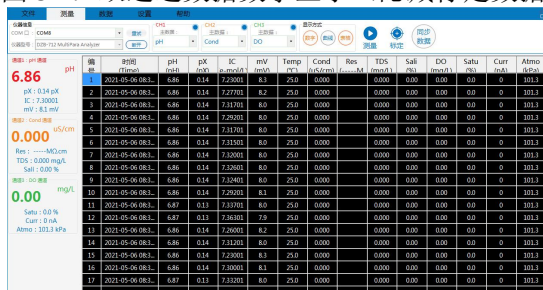 文件 测量 数据 设置 帮助
仪器信息 CH1 CH2 CH3 显示方式
COM 口: COM8 主数据: 主数据: 主数据:
仪器型号: DZB-712 MultiPara Analyzer 断开 pH Cond DO 数字 曲线 表格 测量 标定 同步数据
编号 时间(Time) pH(pH) pX(pX) IC(e-mol/L) mV(mV) Temp(℃) Cond(uS/cm) Res TDS(mg/L) Sali(%) DO(mg/L) Satu(%) Curr(nA) Atmo(kPa)
通道1: pH 通道
6.86 pH
pX : 0.14 pX
IC : 7.30001
mV : 8.1 mV
通道2: Cond 通道
0.000 uS/cm
Res : -----MΩ.cm
TDS : 0.000 mg/L
Sali : 0.00 %
通道3: DO 通道
0.00 mg/L
Satu : 0.0 %
Curr : 0 nA
Atmo : 101.3 kPa
1 2021-05-06 08:3... 6.86 0.14 7.23001 8.3 25.0 0.000 0.000 0.00 0.00 0.0 0 101.3
2 2021-05-06 08:3... 6.86 0.14 7.27701 8.2 25.0 0.000 0.000 0.00 0.00 0.0 0 101.3
3 2021-05-06 08:3... 6.86 0.14 7.31701 8.0 25.0 0.000 0.000 0.00 0.00 0.0 0 101.3
4 2021-05-06 08:3... 6.86 0.14 7.29201 8.0 25.0 0.000 0.000 0.00 0.00 0.0 0 101.3
5 2021-05-06 08:3... 6.86 0.14 7.31701 8.0 25.0 0.000 0.000 0.00 0.00 0.0 0 101.3
6 2021-05-06 08:3... 6.86 0.14 7.31501 8.0 25.0 0.000 0.000 0.00 0.00 0.0 0 101.3
7 2021-05-06 08:3... 6.86 0.14 7.32001 8.0 25.0 0.000 0.000 0.00 0.00 0.0 0 101.3
8 2021-05-06 08:3... 6.86 0.14 7.32601 8.0 25.0 0.000 0.000 0.00 0.00 0.0 0 101.3
9 2021-05-06 08:3... 6.86 0.14 7.32401 8.0 25.0 0.000 0.000 0.00 0.00 0.0 0 101.3
10 2021-05-06 08:3... 6.86 0.14 7.29201 8.1 25.0 0.000 0.000 0.00 0.00 0.0 0 101.3
11 2021-05-06 08:3... 6.87 0.13 7.33701 8.0 25.0 0.000 0.000 0.00 0.00 0.0 0 101.3
12 2021-05-06 08:3... 6.87 0.13 7.36301 7.9 25.0 0.000 0.000 0.00 0.00 0.0 0 101.3
13 2021-05-06 08:3... 6.86 0.14 7.26001 8.2 25.0 0.000 0.000 0.00 0.00 0.0 0 101.3
14 2021-05-06 08:3... 6.86 0.14 7.31201 8.0 25.0 0.000 0.000 0.00 0.00 0.0 0 101.3
15 2021-05-06 08:3... 6.86 0.14 7.23001 8.3 25.0 0.000 0.000 0.00 0.00 0.0 0 101.3
16 2021-05-06 08:3... 6.86 0.14 7.30001 8.1 25.0 0.000 0.000 0.00 0.00 0.0 0 101.3
17 2021-05-06 08:3... 6.87 0.13 7.33201 8.0 25.0 0.000 0.000 0.00 0.00 0.0 0 101.3